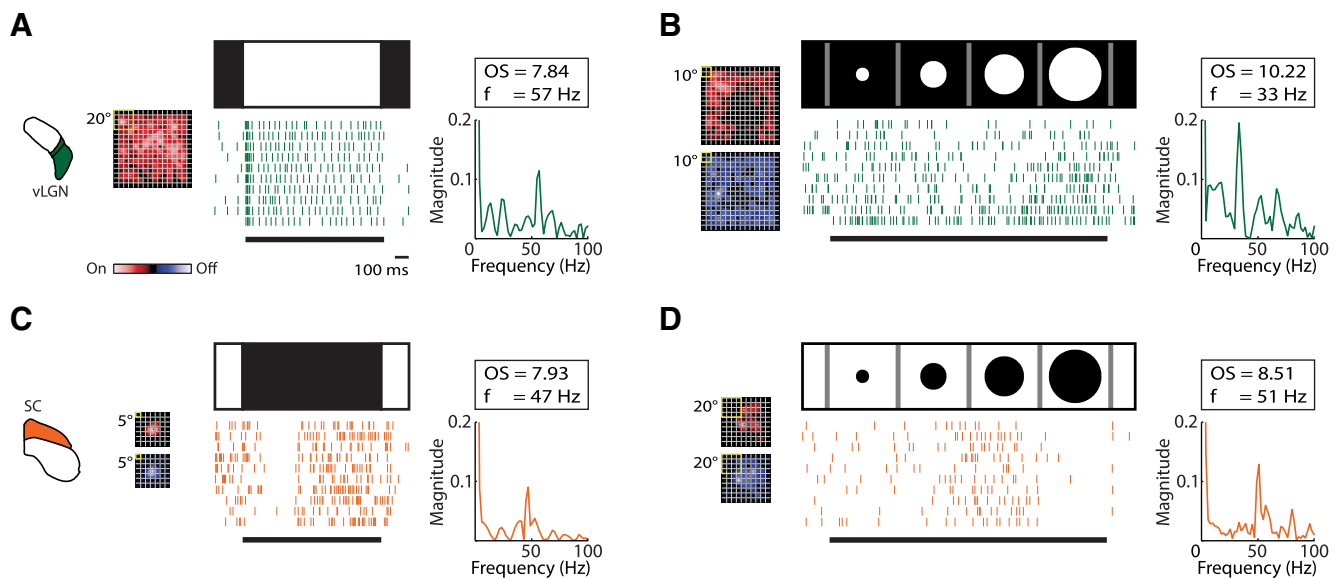 A
OS = 7.84
f = 57 Hz
20°
vLGN
On Off
100 ms
0.2
0.1
Magnitude
0 50 100
Frequency (Hz)
B
10°
10°
OS = 10.22
f = 33 Hz
0.2
0.1
Magnitude
0 50 100
Frequency (Hz)
C
SC
5°
5°
OS = 7.93
f = 47 Hz
0.2
0.1
Magnitude
50 100
Frequency (Hz)
D
20°
20°
OS = 8.51
f = 51 Hz
0.2
0.1
Magnitude
0 50 100
Frequency (Hz)